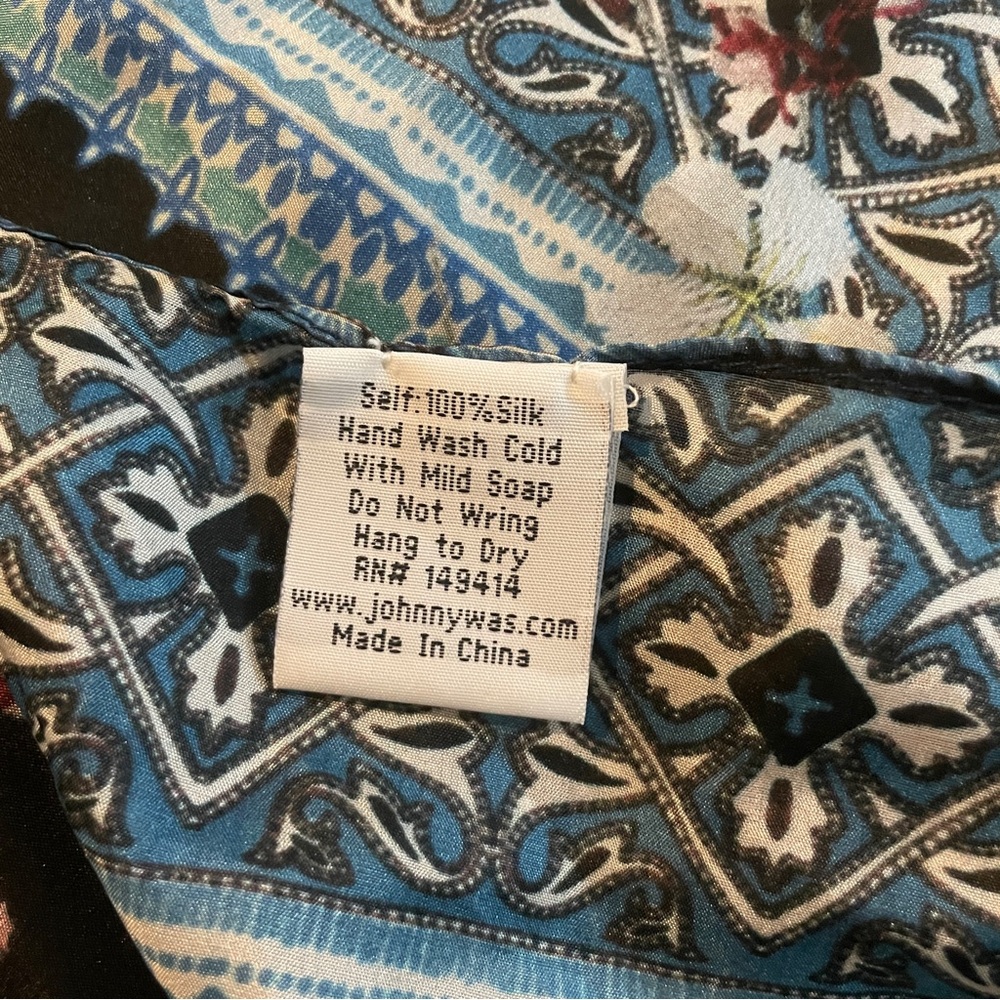 Self:100%Silk
Hand Wash Cold
With Mild Soap
Do Not Wring
Hang to Dry
RN# 149414
www.johnnywas.com
Made In China